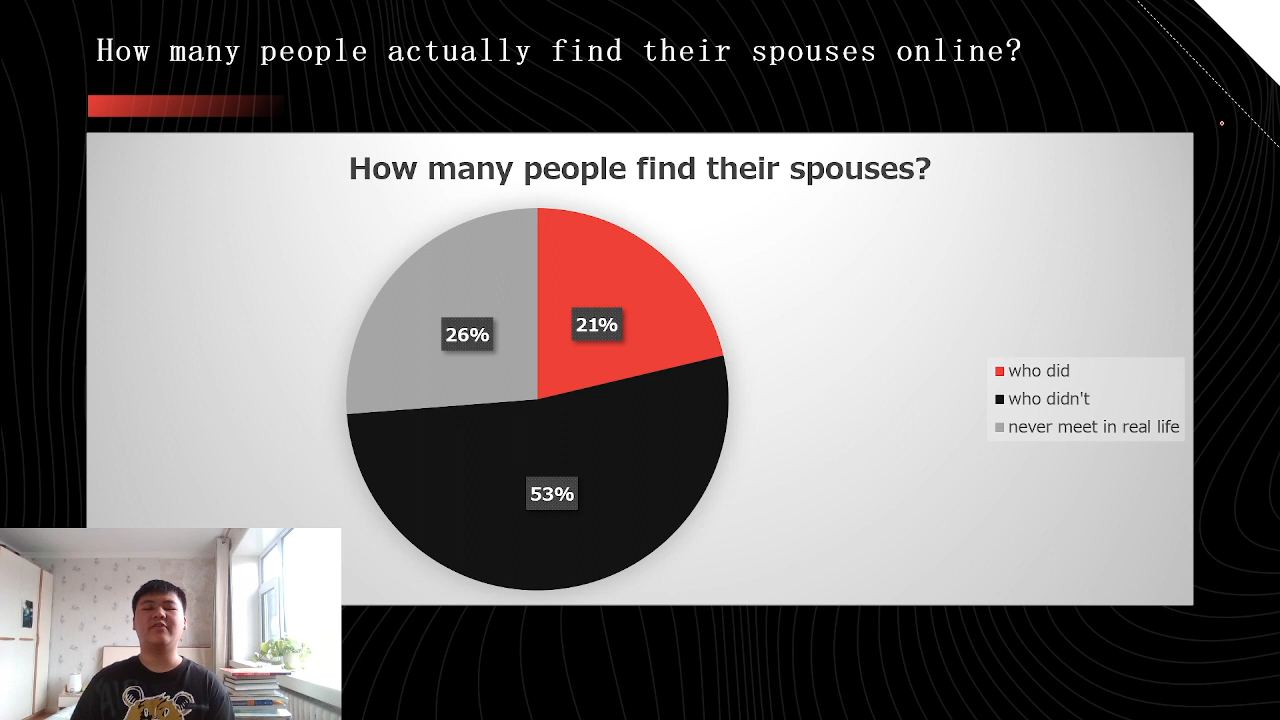 How many people actually find their spouses online?
How many people find their spouses?
26%
21%
53%
who did
who didn't
never meet in real life